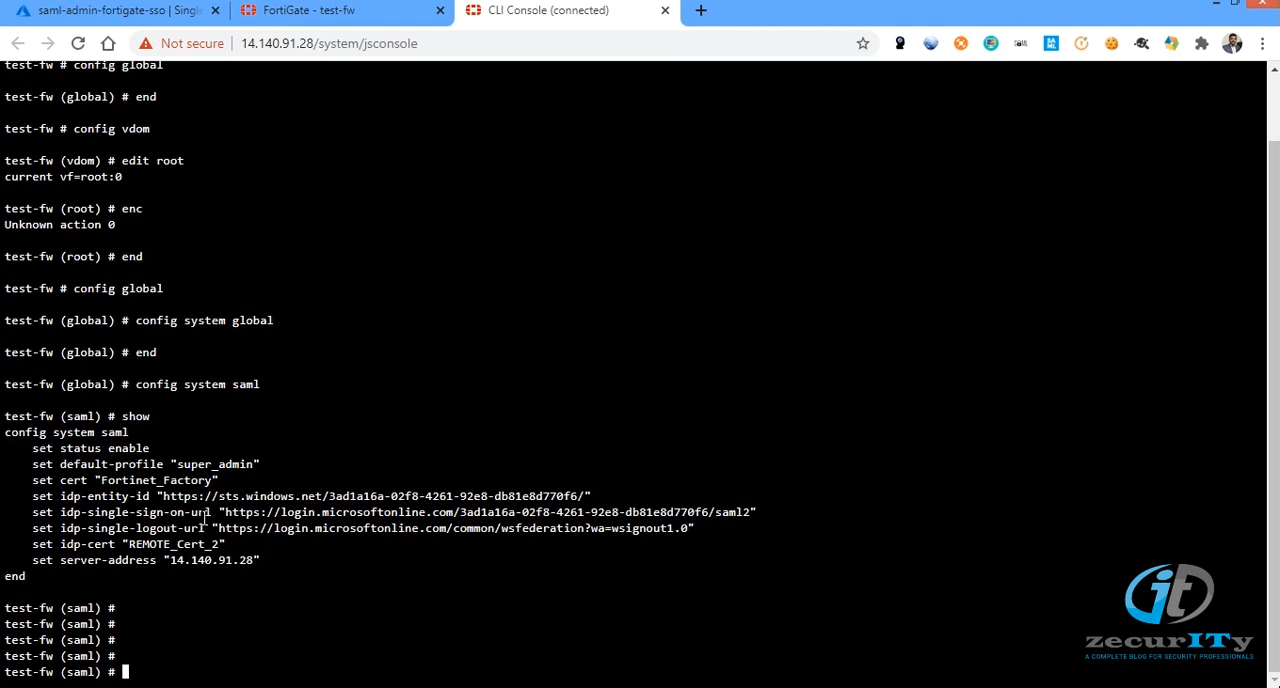 saml-admin-fortigate-sso | Single
FortiGate - test-fw
CLI Console (connected)
Not secure
14.140.91.28/system/jsconsole
test-fw # config global
test-fw (global) # end
test-fw # config vdom
test-fw (vdom) # edit root
current vf=root:0
test-fw (root) # enc
Unknown action 0
test-fw (root) # end
test-fw # config global
test-fw (global) # config system global
test-fw (global) # end
test-fw (global) # config system saml
test-fw (saml) # show
config system saml
set status enable
set default-profile "super_admin"
set cert "Fortinet_Factory"
set idp-entity-id "https://sts.windows.net/3ad1a16a-02f8-4261-92e8-db81e8d770f6/"
set idp-single-sign-on-url "https://login.microsoftonline.com/3ad1a16a-02f8-4261-92e8-db81e8d770f6/saml2"
set idp-single-logout-url "https://login.microsoftonline.com/common/wsfederation?wa=wsignout1.0"
set idp-cert "REMOTE_Cert_2"
set server-address "14.140.91.28"
end
test-fw (saml) #
test-fw (saml) #
test-fw (saml) #
test-fw (saml) #
test-fw (saml) #
it
zecurITy
A COMPLETE BLOG FOR SECURITY PROFESSIONALS